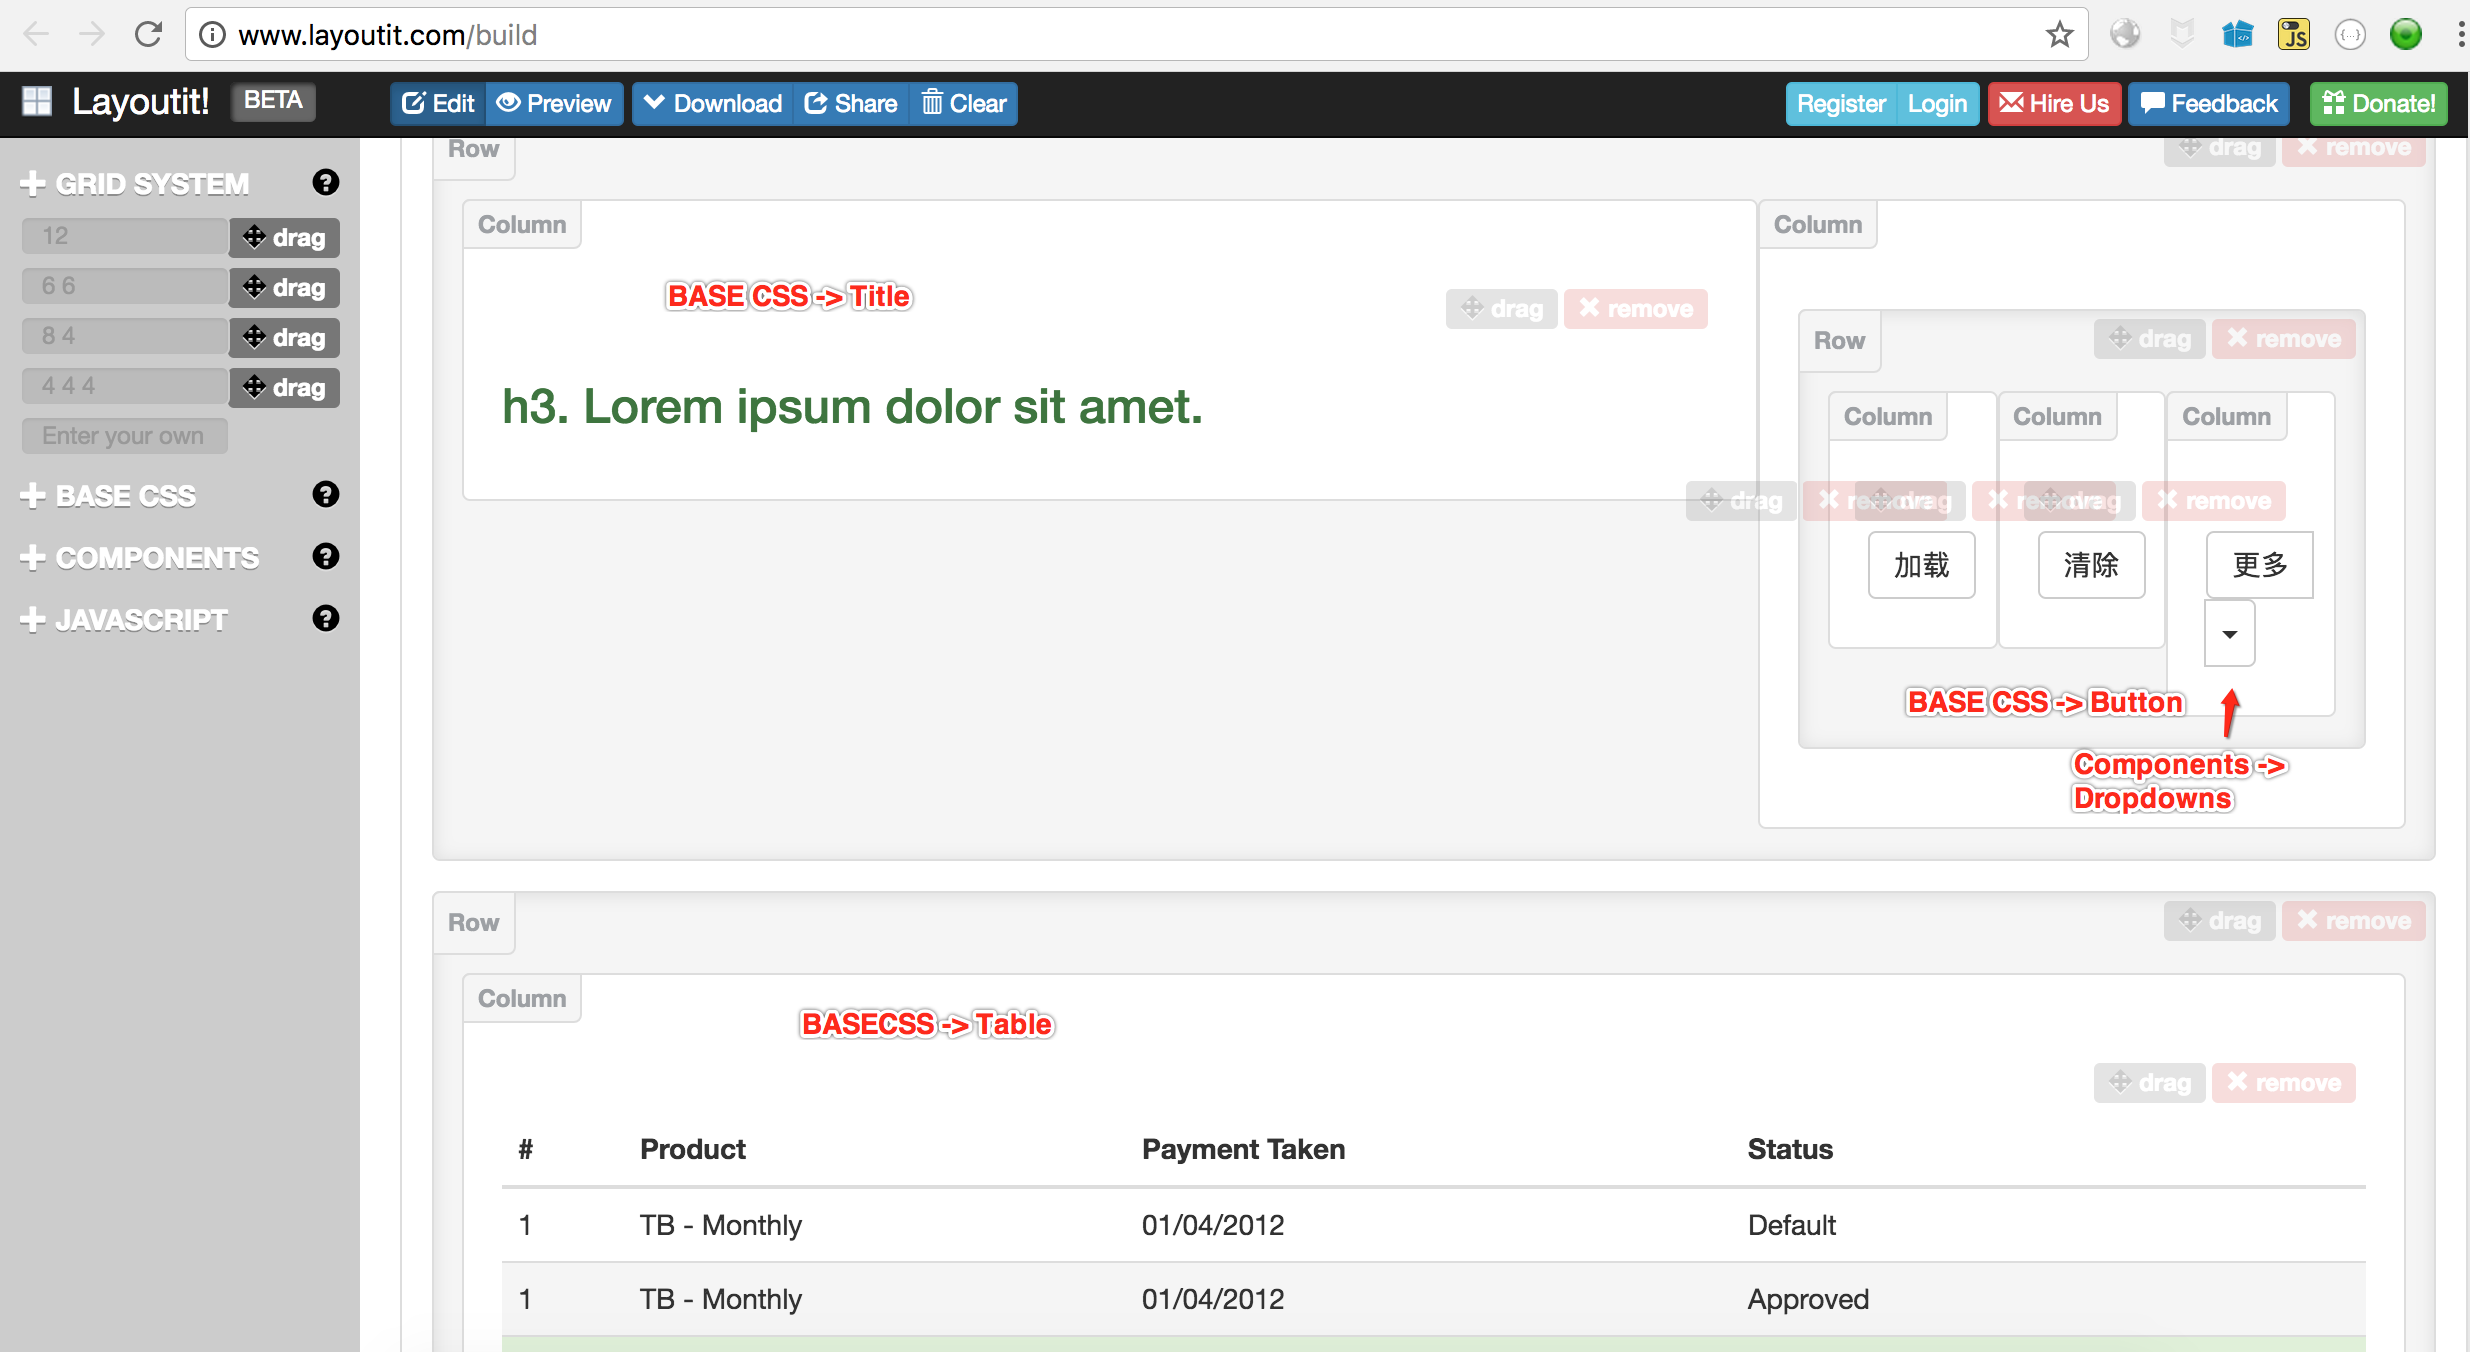 www.layoutit.com/build
Layoutit! BETA Edit Preview Download Share Clear Register Login Hire Us Feedback Donate!
GRID SYSTEM
12 drag
6 6 drag
8 4 drag
4 4 4 drag
Enter your own
BASE CSS
COMPONENTS
JAVASCRIPT
Row drag remove
Column
BASE CSS -> Title
drag remove
h3. Lorem ipsum dolor sit amet.
Column
Row drag remove
Column Column Column
drag remove drag remove drag remove
加载 清除 更多
BASE CSS -> Button
Components ->
Dropdowns
Row drag remove
Column
BASECSS -> Table
drag remove
# Product Payment Taken Status
1 TB - Monthly 01/04/2012 Default
1 TB - Monthly 01/04/2012 Approved